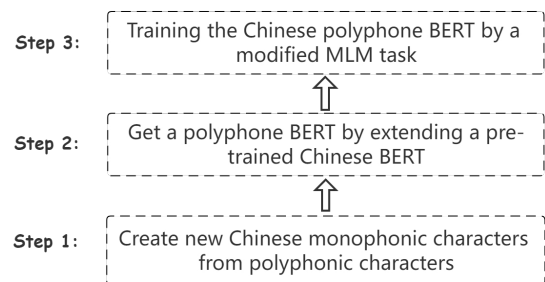 Step 3:
Training the Chinese polyphone BERT by a
modified MLM task
Step 2:
Get a polyphone BERT by extending a pre-
trained Chinese BERT
Step 1:
Create new Chinese monophonic characters
from polyphonic characters